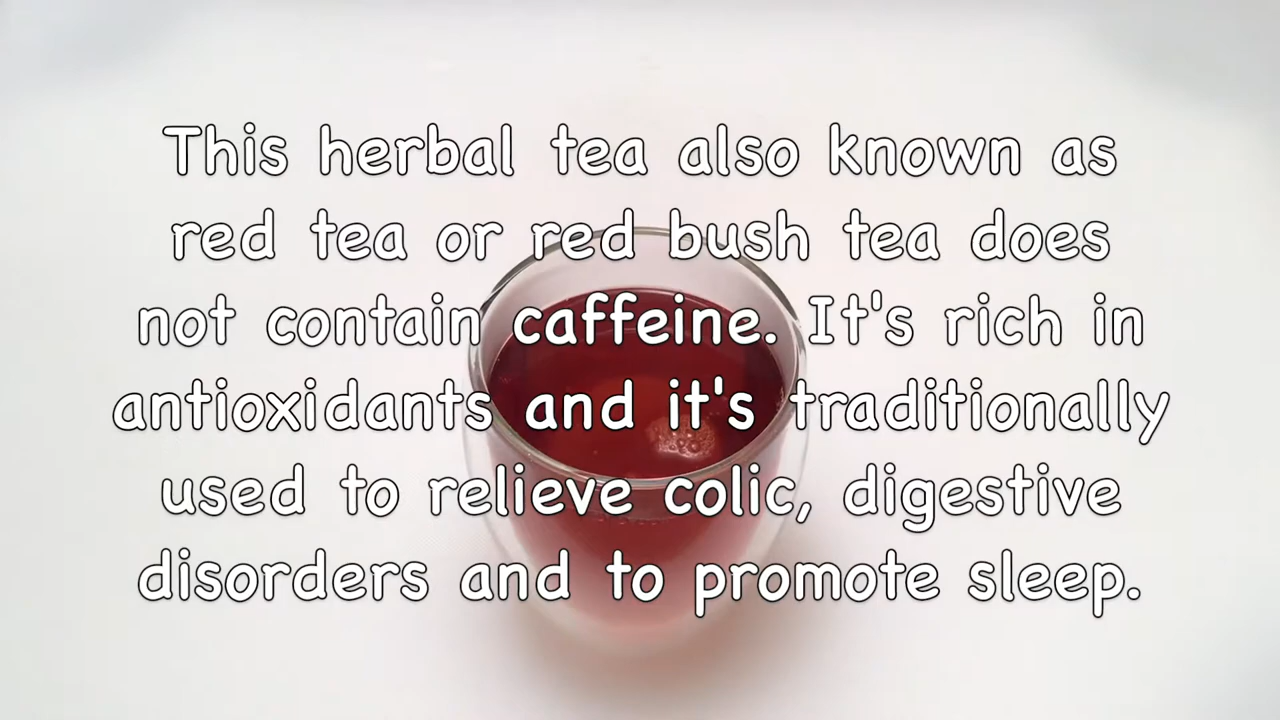 This herbal tea also known as
red tea or red bush tea does
not contain caffeine. It's rich in
antioxidants and it's traditionally
used to relieve colic, digestive
disorders and to promote sleep.